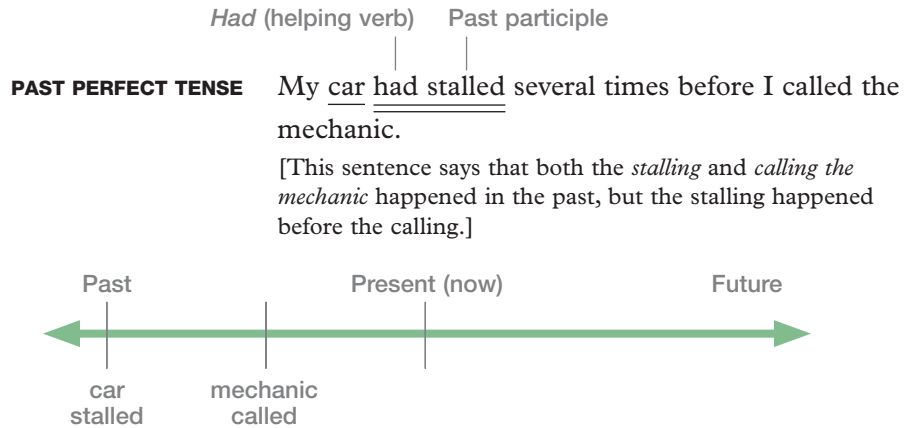 Had (helping verb) Past participle
PAST PERFECT TENSE My car had stalled several times before I called the
mechanic.
[This sentence says that both the stalling and calling the
mechanic happened in the past, but the stalling happened
before the calling.]
Past Present (now) Future
car mechanic
stalled called